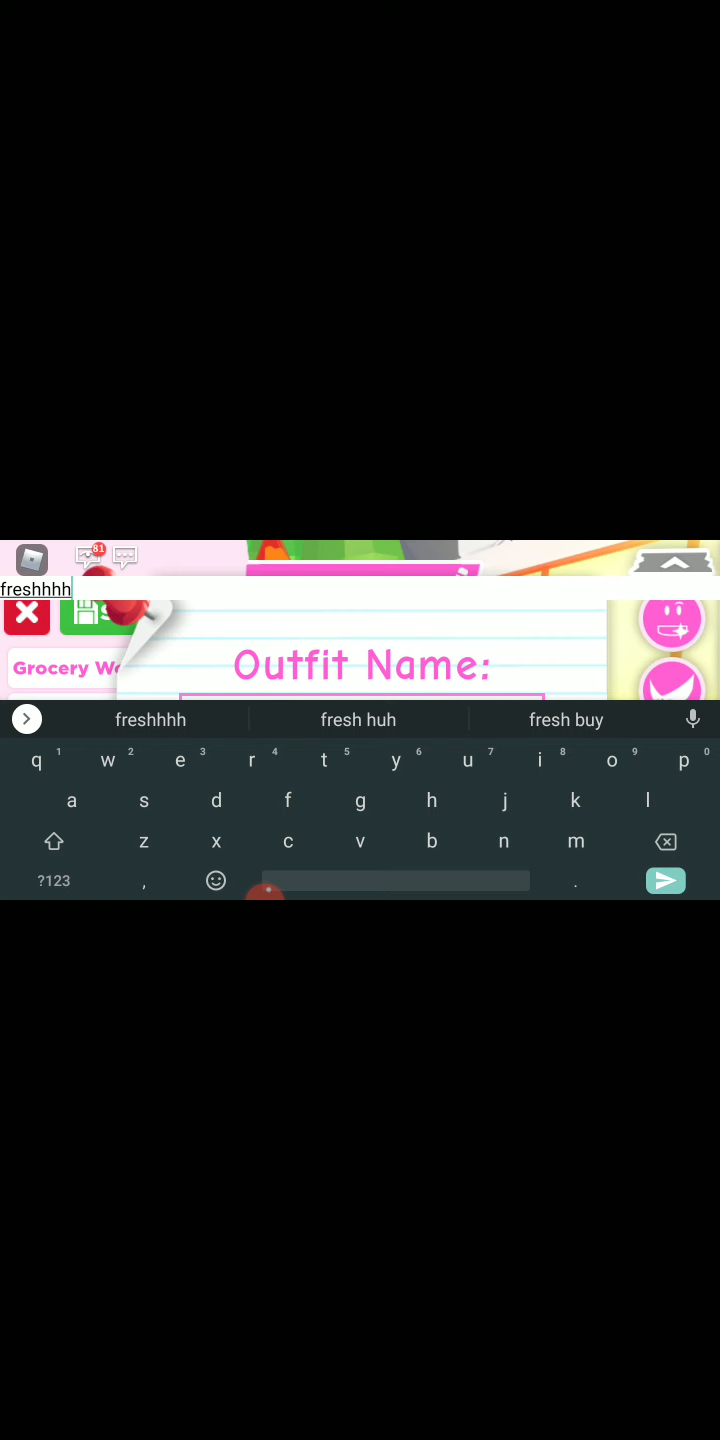 81
freshhhh
S
Grocery Wo
Outfit Name:
freshhhh fresh huh fresh buy
q 1 w 2 e 3 r 4 t 5 y 6 u 7 i 8 o 9 p 0
a s d f g h j k l
z x c v b n m
?123 , .